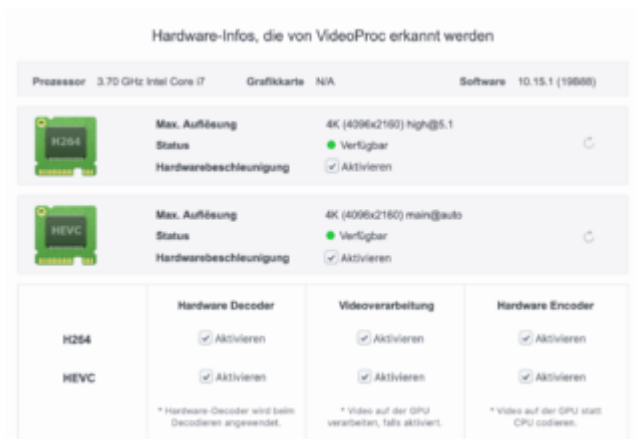 Hardware-Infos, die von VideoProc erkannt werden
Prozessor 3.70 GHz Intel Core i7 Grafikkarte N/A Software 10.15.1 (19B88)
H264
Max. Auflösung 4K (4096x2160) high@5.1
Status Verfügbar
Hardwarebeschleunigung Aktivieren
HEVC
Max. Auflösung 4K (4096x2160) main@auto
Status Verfügbar
Hardwarebeschleunigung Aktivieren
Hardware Decoder Videoverarbeitung Hardware Encoder
H264 Aktivieren Aktivieren Aktivieren
HEVC Aktivieren Aktivieren Aktivieren
* Hardware-Decoder wird beim * Video auf der GPU * Video auf der GPU statt
Decodieren angewendet. verarbeiten, falls aktiviert. CPU codieren.